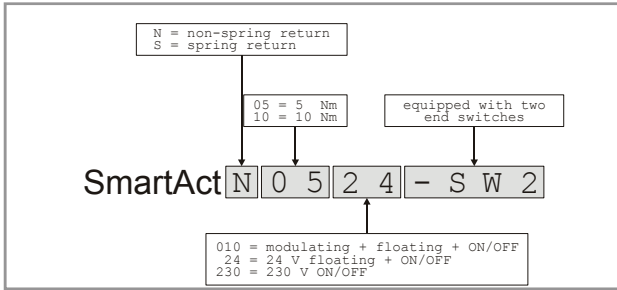 N = non-spring return
S = spring return
05 = 5 Nm
10 = 10 Nm
equipped with two
end switches
SmartAct N 0 5 2 4 - S W 2
010 = modulating + floating + ON/OFF
24 = 24 V floating + ON/OFF
230 = 230 V ON/OFF